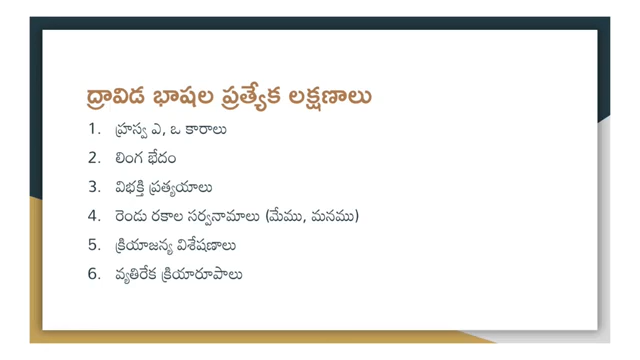 ద్రావిడ భాషల ప్రత్యేక లక్షణాలు
1. హ్రస్వ ఎ, ఒ కారాలు
2. లింగ భేదం
3. విభక్తి ప్రత్యయాలు
4. రెండు రకాల సర్వనామాలు (మేము, మనము)
5. క్రియాజన్య విశేషణాలు
6. వ్యతిరేక క్రియారూపాలు